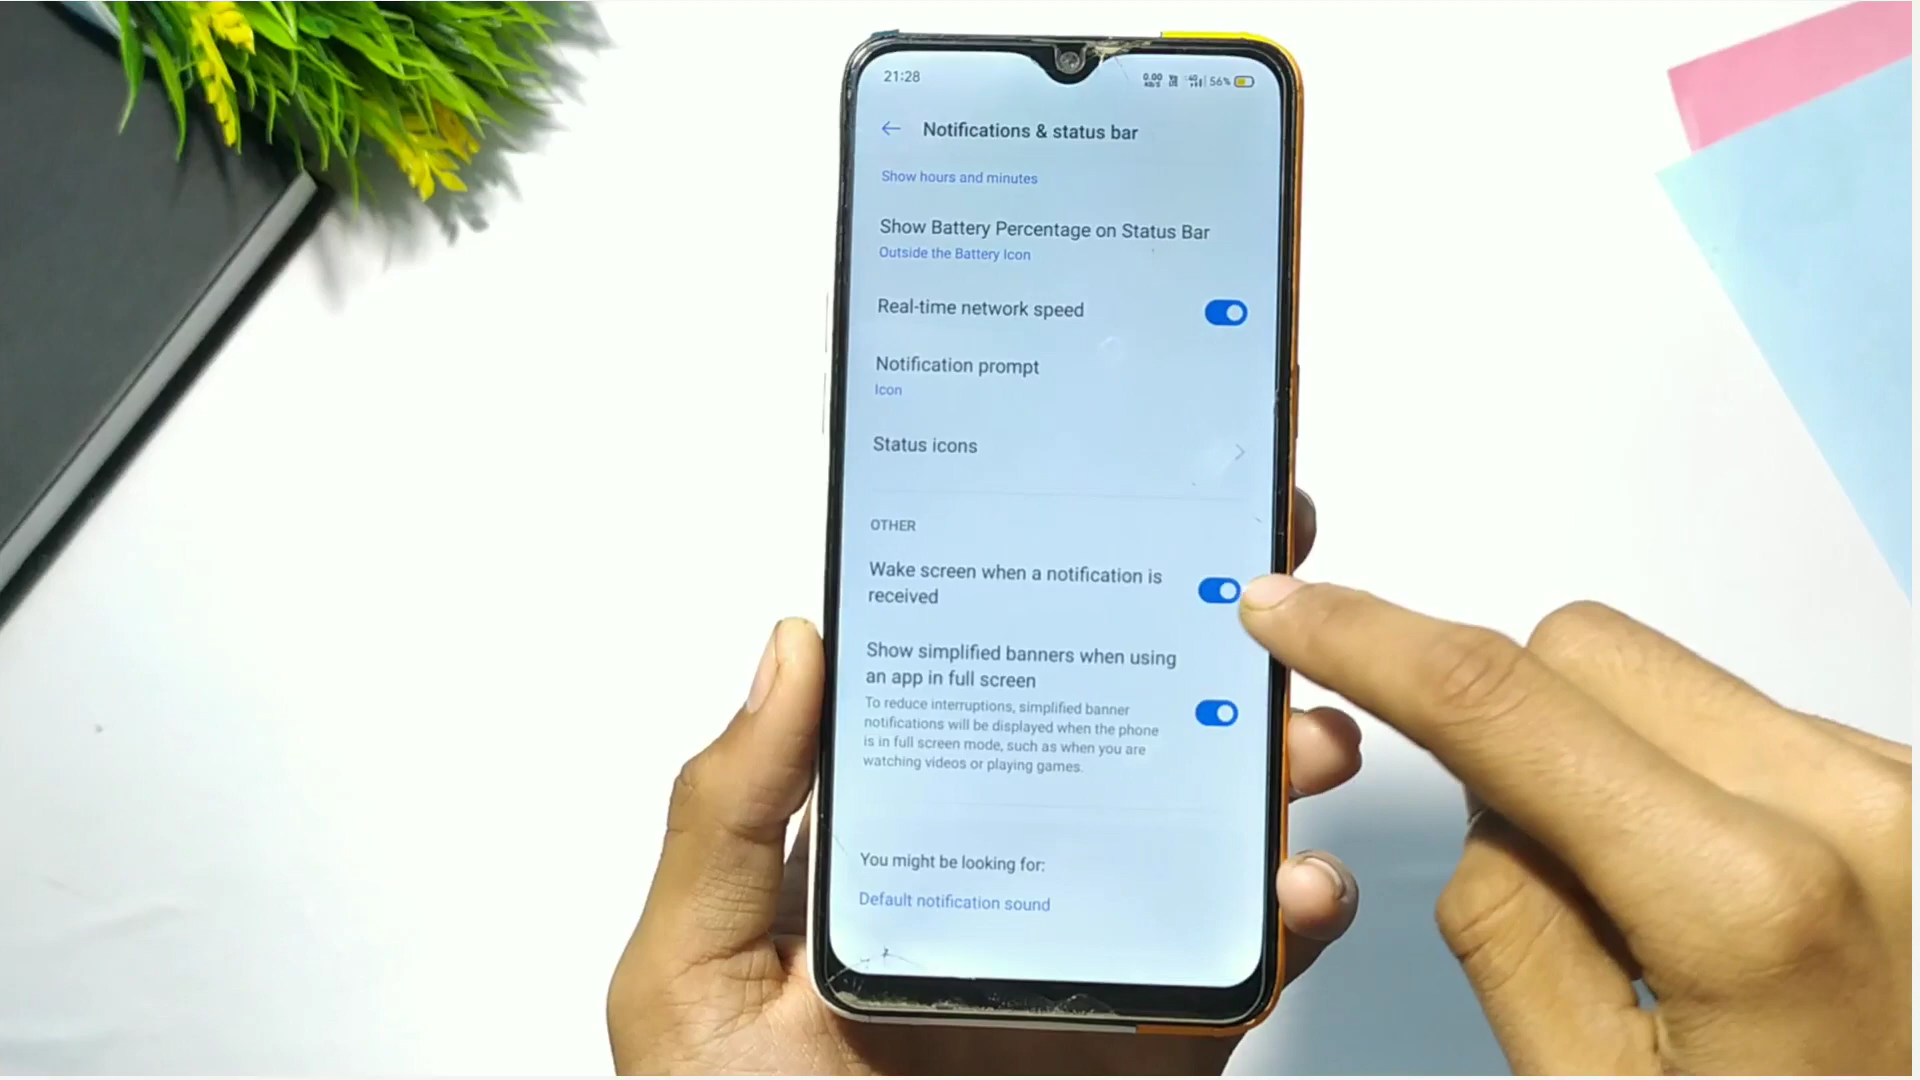 21:28
0.00 KB/S 4G 56%
Notifications & status bar
Show hours and minutes
Show Battery Percentage on Status Bar
Outside the Battery Icon
Real-time network speed
Notification prompt
Icon
Status icons
OTHER
Wake screen when a notification is
received
Show simplified banners when using
an app in full screen
To reduce interruptions, simplified banner
notifications will be displayed when the phone
is in full screen mode, such as when you are
watching videos or playing games.
You might be looking for:
Default notification sound